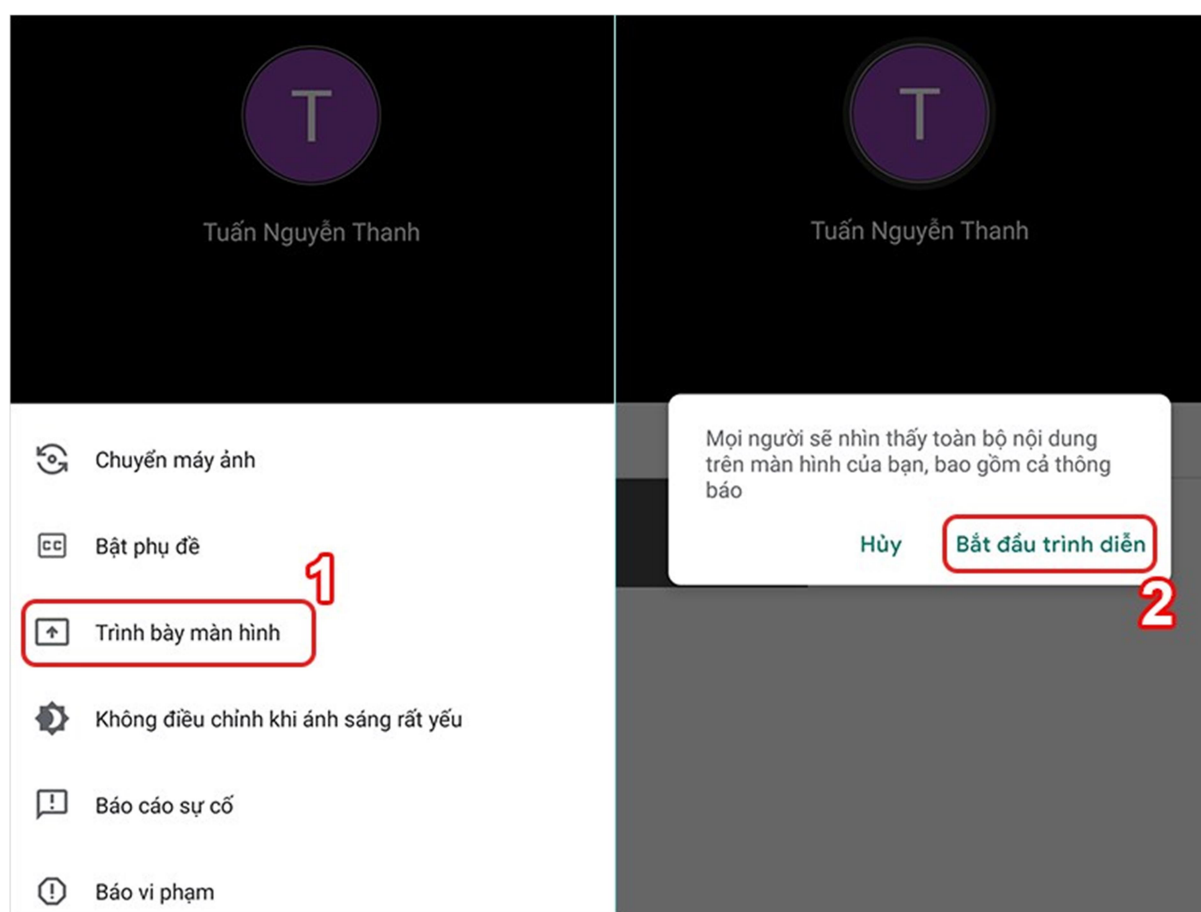 T
Tuấn Nguyễn Thanh
Chuyển máy ảnh
CC
Bật phụ đề
1
Trình bày màn hình
Không điều chỉnh khi ánh sáng rất yếu
Báo cáo sự cố
Báo vi phạm
T
Tuấn Nguyễn Thanh
Mọi người sẽ nhìn thấy toàn bộ nội dung
trên màn hình của bạn, bao gồm cả thông
báo
Hủy
Bắt đầu trình diễn
2